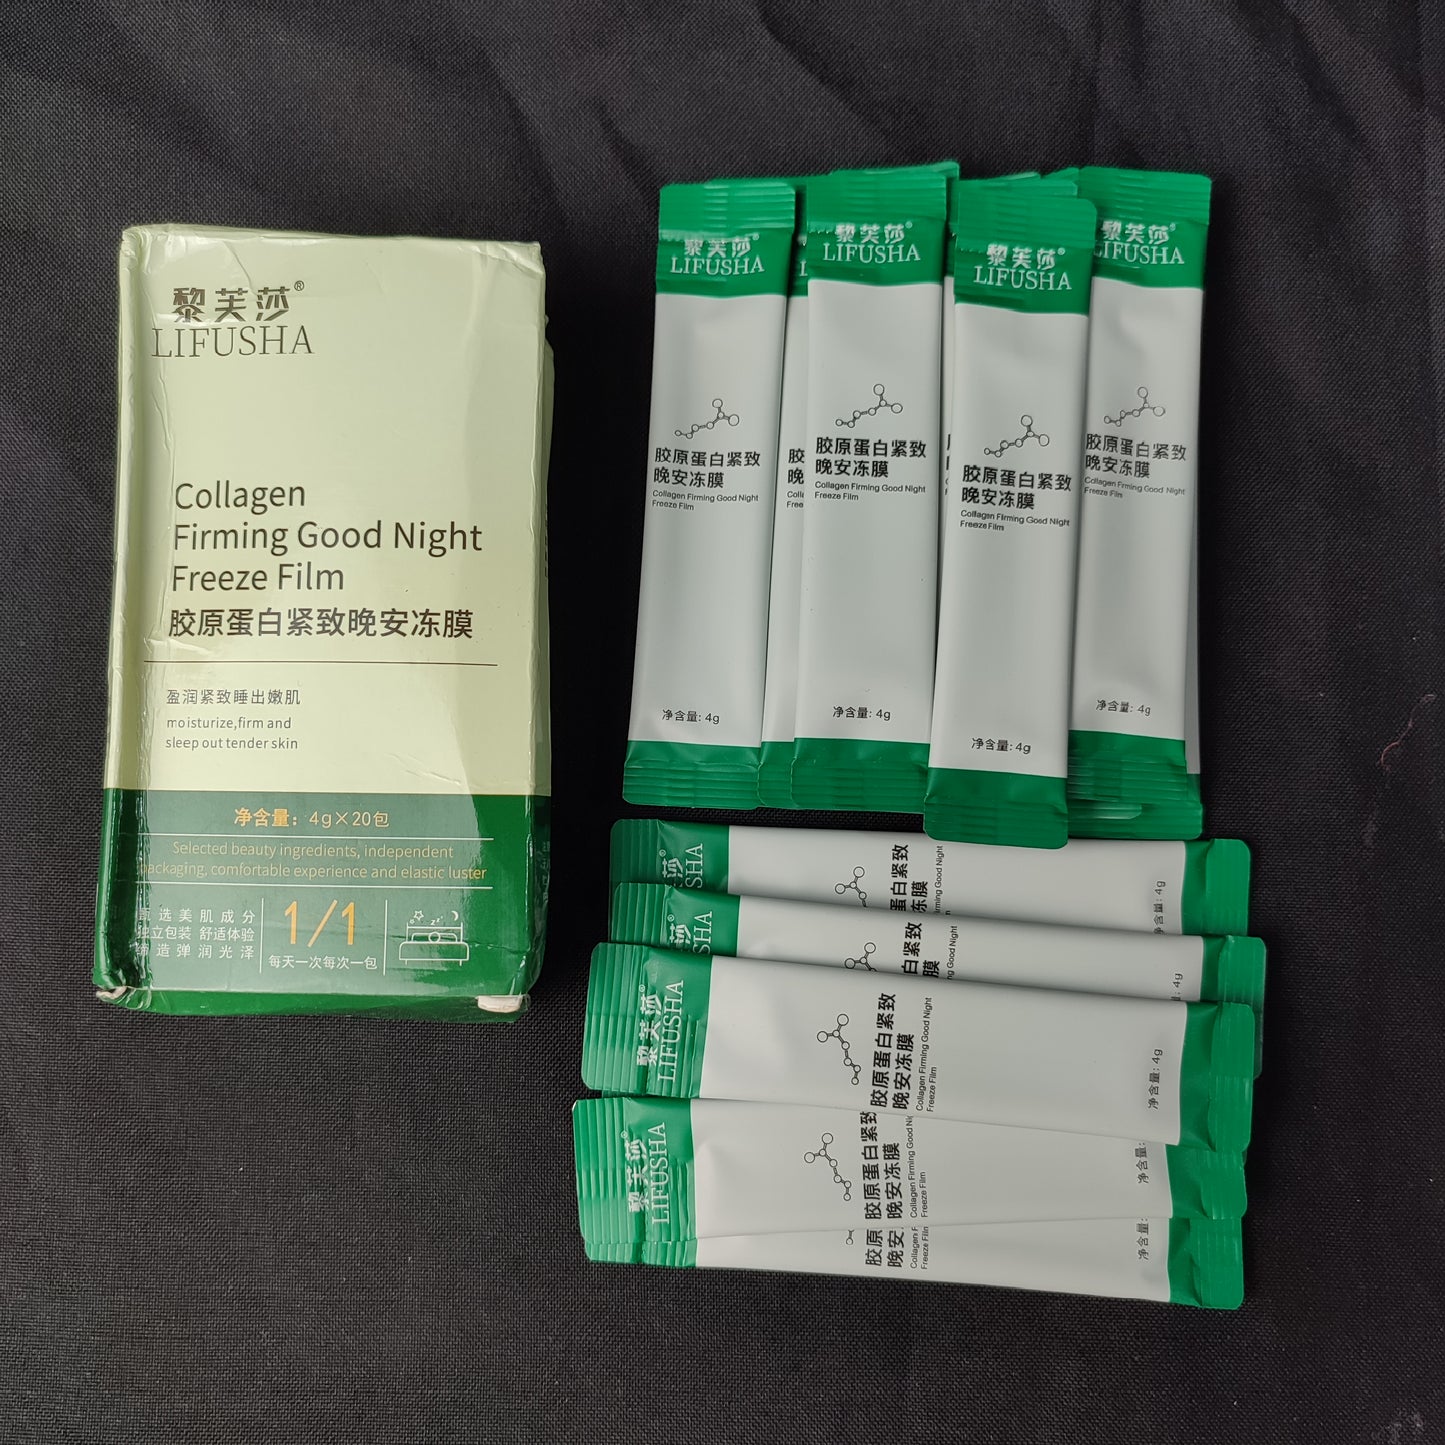 黎芙莎®
LIFUSHA
Collagen
Firming Good Night
Freeze Film
胶原蛋白紧致晚安冻膜
盈润紧致睡出嫩肌
moisturize,firm and
sleep out tender skin
净含量：4g×20包
Selected beauty ingredients, independent
packaging, comfortable experience and elastic luster
甄选美肌成分
独立包装 舒适体验
缔造弹润光泽
1/1
每天一次每次一包
黎芙莎®
LIFUSHA
胶原蛋白紧致
晚安冻膜
Collagen Firming Good Night
Freeze Film
净含量: 4g
黎芙莎®
LIFUSHA
胶原蛋白紧致
晚安冻膜
Collagen Firming Good Night
Freeze Film
净含量: 4g
黎芙莎®
LIFUSHA
胶原蛋白紧致
晚安冻膜
Collagen Firming Good Night
Freeze Film
净含量: 4g
黎芙莎®
LIFUSHA
胶原蛋白紧致
晚安冻膜
Collagen Firming Good Night
Freeze Film
净含量: 4g
黎芙莎®
LIFUSHA
胶原蛋白紧致
晚安冻膜
Collagen Firming Good Night
Freeze Film
净含量: 4g
黎芙莎®
LIFUSHA
胶原蛋白紧致
晚安冻膜
Collagen Firming Good
Freeze Film
净含量: